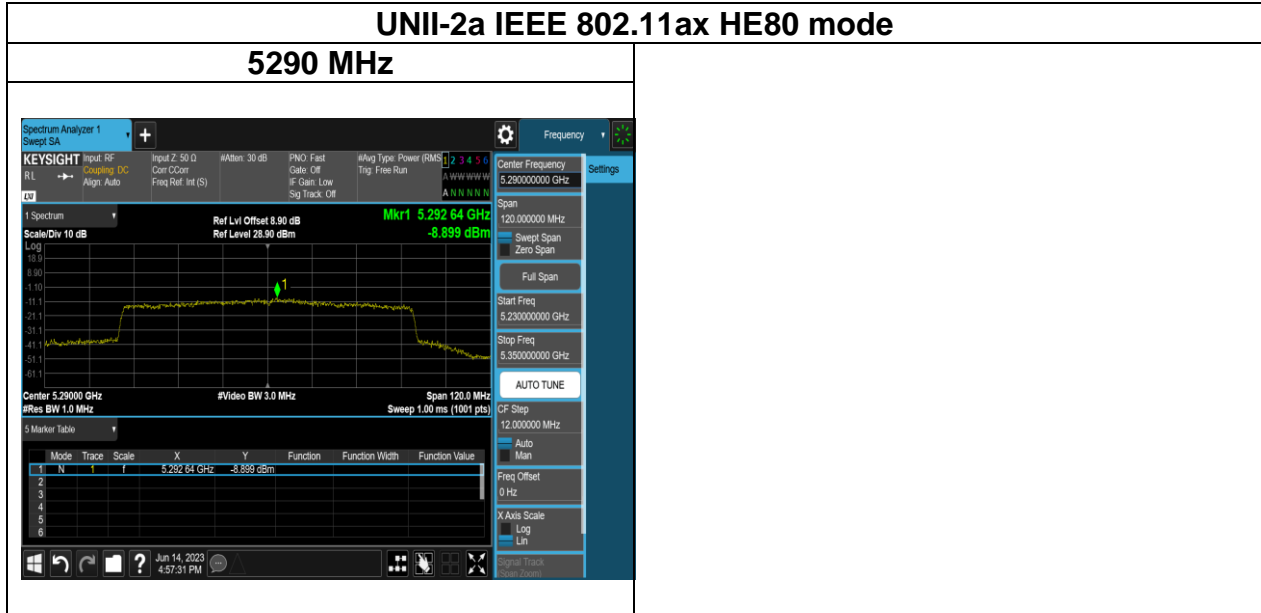 UNII-2a IEEE 802.11ax HE80 mode
5290 MHz
Spectrum Analyzer 1
Swept SA
+
Frequency
KEYSIGHT Input: RF Input Z: 50 Ω #Atten: 30 dB PNO: Fast #Avg Type: Power (RMS 1 2 3 4 5 6
RL Coupling: DC Corr CCorr Gate: Off Trig: Free Run A W W W W W
Align: Auto Freq Ref: Int (S) IF Gain: Low
Sig Track: Off A N N N N N
LXI
1 Spectrum
Scale/Div 10 dB
Ref Lvl Offset 8.90 dB
Ref Level 28.90 dBm
Mkr1 5.292 64 GHz
-8.899 dBm
Log
18.9
8.90
-1.10
-11.1
-21.1
-31.1
-41.1
-51.1
-61.1
1
Center 5.29000 GHz #Video BW 3.0 MHz Span 120.0 MHz
#Res BW 1.0 MHz Sweep 1.00 ms (1001 pts)
5 Marker Table
Mode Trace Scale X Y Function Function Width Function Value
1 N 1 f 5.292 64 GHz -8.899 dBm
2
3
4
5
6
Center Frequency
5.290000000 GHz
Settings
Span
120.000000 MHz
Swept Span
Zero Span
Full Span
Start Freq
5.230000000 GHz
Stop Freq
5.350000000 GHz
AUTO TUNE
CF Step
12.000000 MHz
Auto
Man
Freq Offset
0 Hz
X Axis Scale
Log
Lin
Signal Track
(Span Zoom)
?
Jun 14, 2023
4:57:31 PM